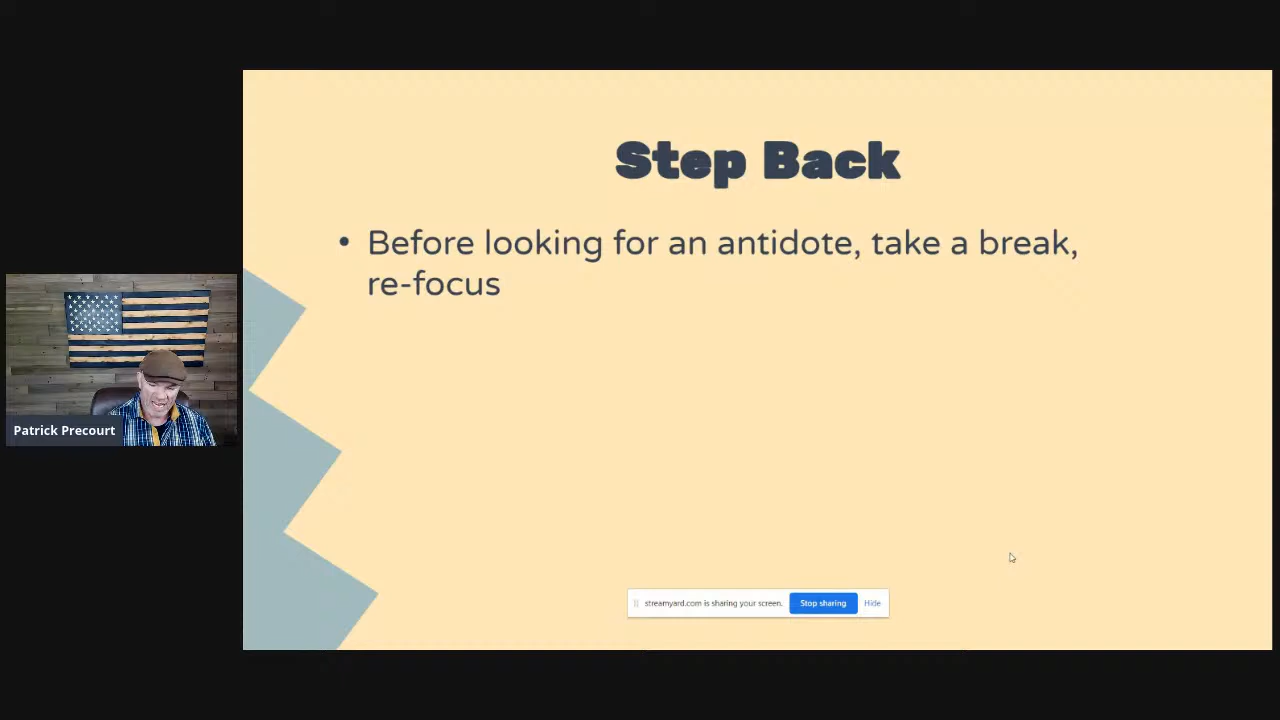 Step Back
• Before looking for an antidote, take a break,
re-focus
Patrick Precourt
streamyard.com is sharing your screen. Stop sharing Hide